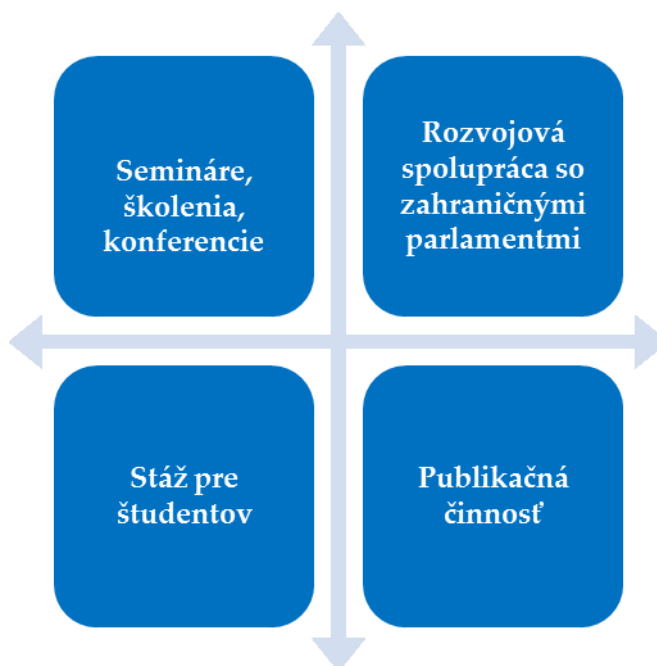 Semináre,
školenia,
konferencie
Rozvojová
spolupráca so
zahraničnými
parlamentmi
Stáž pre
študentov
Publikačná
činnosť